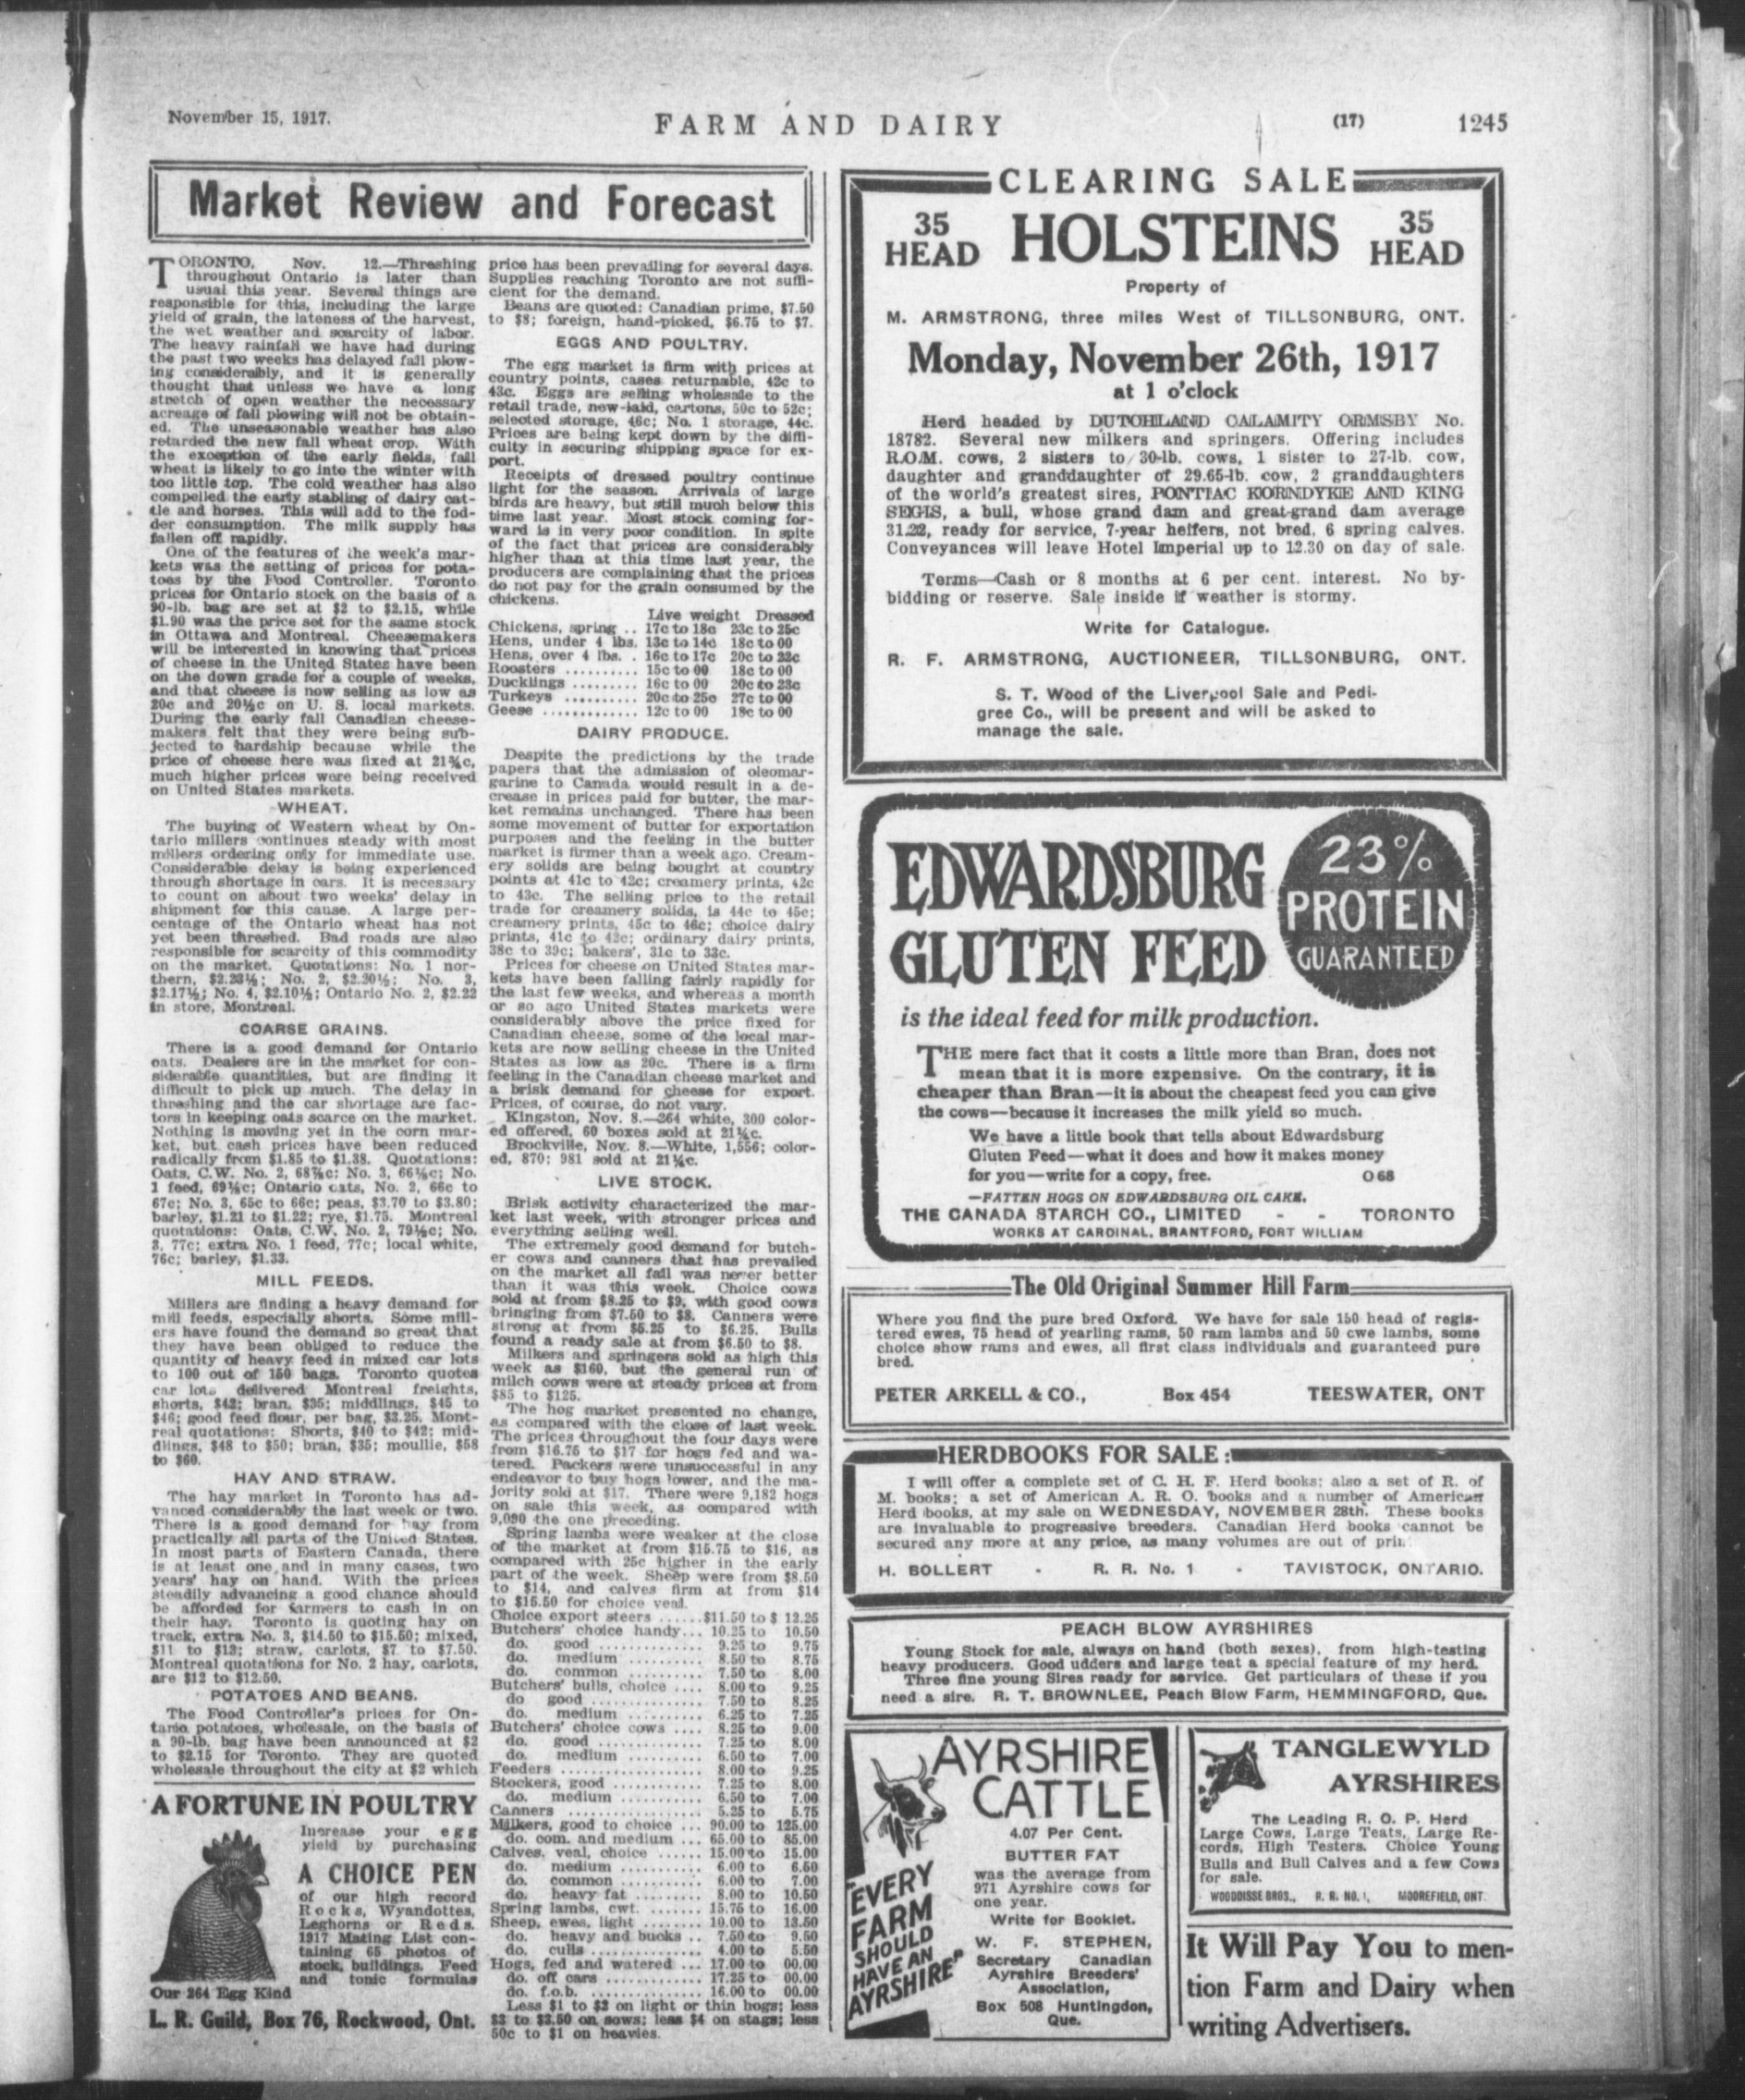 November 15, 1917.
FARM AND DAIRY
(17)
1245
Market Review and Forecast
TORONTO, Nov. 12.—Threshing
throughout Ontario is later than
usual this year. Several things are
responsible for this, including the large
yield of grain, the lateness of the harvest,
the wet weather and scarcity of labor.
The heavy rainfall we have had during
the past two weeks has delayed fall plow-
ing considerably, and it is generally
thought that unless we have a long
stretch of open weather the necessary
acreage of fall plowing will not be obtain-
ed. The unseasonable weather has also
retarded the new fall wheat crop. With
the exception of the early fields, fall
wheat is likely to go into the winter with
too little top. The cold weather has also
compelled the early stabling of dairy cat-
tle and horses. This will add to the fod-
der consumption. The milk supply has
fallen off rapidly.
One of the features of the week's mar-
kets was the setting of prices for pota-
toes by the Food Controller. Toronto
prices for Ontario stock on the basis of a
90-lb. bag are set at $2 to $2.15, while
$1.90 was the price set for the same stock
in Ottawa and Montreal. Cheesemakers
will be interested in knowing that prices
of cheese in the United States have been
on the down grade for a couple of weeks,
and that cheese is now selling as low as
20c and 20½c on U. S. local markets.
During the early fall Canadian cheese-
makers felt that they were being sub-
jected to hardship because while the
price of cheese here was fixed at 21¾c,
much higher prices were being received
on United States markets.
WHEAT.
The buying of Western wheat by On-
tario millers continues steady with most
millers ordering only for immediate use.
Considerable delay is being experienced
through shortage in cars. It is necessary
to count on about two weeks' delay in
shipment for this cause. A large per-
centage of the Ontario wheat has not
yet been threshed. Bad roads are also
responsible for scarcity of this commodity
on the market. Quotations: No. 1 nor-
thern, $2.23½; No. 2, $2.20½; No. 3,
$2.17½; No. 4, $2.10½; Ontario No. 2, $2.22
in store, Montreal.
COARSE GRAINS.
There is a good demand for Ontario
oats. Dealers are in the market for con-
siderable quantities, but are finding it
difficult to pick up much. The delay in
threshing and the car shortage are fac-
tors in keeping oats scarce on the market.
Nothing is moving yet in the corn mar-
ket, but cash prices have been reduced
radically from $1.85 to $1.38. Quotations:
Oats, C.W. No. 2, 68⅞c; No. 3, 66⅛c; No.
1 feed, 69⅛c; Ontario oats, No. 2, 66c to
67c; No. 3, 65c to 66c; peas, $3.70 to $3.80;
barley, $1.21 to $1.22; rye, $1.75. Montreal
quotations: Oats, C.W. No. 2, 79½c; No.
3, 77c; extra No. 1 feed, 77c; local white,
76c; barley, $1.33.
MILL FEEDS.
Millers are finding a heavy demand for
mill feeds, especially shorts. Some mill-
ers have found the demand so great that
they have been obliged to reduce the
quantity of heavy feed in mixed car lots
to 100 out of 150 bags. Toronto quotes
car lots delivered Montreal freights,
shorts, $42; bran, $35; middlings, $45 to
$46; good feed flour, per bag, $3.25. Mont-
real quotations: Shorts, $40 to $42; mid-
dlings, $48 to $50; bran, $35; moullie, $58
to $60.
HAY AND STRAW.
The hay market in Toronto has ad-
vanced considerably the last week or two.
There is a good demand for hay from
practically all parts of the United States.
In most parts of Eastern Canada, there
is at least one, and in many cases, two
years' hay on hand. With the prices
steadily advancing a good chance should
be afforded for farmers to cash in on
their hay. Toronto is quoting hay on
track, extra No. 3, $14.50 to $15.50; mixed,
$11 to $13; straw, carlots, $7 to $7.50.
Montreal quotations for No. 2 hay, carlots,
are $12 to $12.50.
POTATOES AND BEANS.
The Food Controller's prices for On-
tario potatoes, wholesale, on the basis of
a 90-lb. bag have been announced at $2
to $2.15 for Toronto. They are quoted
wholesale throughout the city at $2 which
A FORTUNE IN POULTRY
Increase your egg
yield by purchasing
A CHOICE PEN
of our high record
Rocks, Wyandottes,
Leghorns or Reds.
1917 Mating List con-
taining 65 photos of
stock, buildings. Feed
and tonic formulas
Our 264 Egg Kind
L. R. Guild, Box 76, Rockwood, Ont.
price has been prevailing for several days.
Supplies reaching Toronto are not suffi-
cient for the demand.
Beans are quoted: Canadian prime, $7.50
to $8; foreign, hand-picked, $6.75 to $7.
EGGS AND POULTRY.
The egg market is firm with prices at
country points, cases returnable, 42c to
43c. Eggs are selling wholesale to the
retail trade, new-laid, cartons, 50c to 52c;
selected storage, 46c; No. 1 storage, 44c.
Prices are being kept down by the diffi-
culty in securing shipping space for ex-
port.
Receipts of dressed poultry continue
light for the season. Arrivals of large
birds are heavy, but still much below this
time last year. Most stock coming for-
ward is in very poor condition. In spite
of the fact that prices are considerably
higher than at this time last year, the
producers are complaining that the prices
do not pay for the grain consumed by the
chickens.
Live weight Dressed
Chickens, spring .. 17c to 18c 23c to 25c
Hens, under 4 lbs. 13c to 14c 18c to 00
Hens, over 4 lbs. . 16c to 17c 20c to 22c
Roosters .......... 15c to 00 18c to 00
Ducklings ......... 16c to 00 20c to 23c
Turkeys .......... 20c to 25c 27c to 00
Geese ............. 12c to 00 18c to 00
DAIRY PRODUCE.
Despite the predictions by the trade
papers that the admission of oleomar-
garine to Canada would result in a de-
crease in prices paid for butter, the mar-
ket remains unchanged. There has been
some movement of butter for exportation
purposes and the feeling in the butter
market is firmer than a week ago. Cream-
ery solids are being bought at country
points at 41c to 42c; creamery prints, 42c
to 43c. The selling price to the retail
trade for creamery solids, is 44c to 45c;
creamery prints, 45c to 46c; choice dairy
prints, 41c to 42c; ordinary dairy prints,
38c to 39c; bakers', 31c to 33c.
Prices for cheese on United States mar-
kets have been falling fairly rapidly for
the last few weeks, and whereas a month
or so ago United States markets were
considerably above the price fixed for
Canadian cheese, some of the local mar-
kets are now selling cheese in the United
States as low as 20c. There is a firm
feeling in the Canadian cheese market and
a brisk demand for cheese for export.
Prices, of course, do not vary.
Kingston, Nov. 8.—264 white, 300 color-
ed offered, 60 boxes sold at 21¼c.
Brockville, Nov. 8.—White, 1,556; color-
ed, 870; 981 sold at 21¼c.
LIVE STOCK.
Brisk activity characterized the mar-
ket last week, with stronger prices and
everything selling well.
The extremely good demand for butch-
er cows and canners that has prevailed
on the market all fall was never better
than it was this week. Choice cows
sold at from $8.25 to $9, with good cows
bringing from $7.50 to $8. Canners were
strong at from $5.25 to $6.25. Bulls
found a ready sale at from $6.50 to $8.
Milkers and springers sold as high this
week as $160, but the general run of
milch cows were at steady prices at from
$85 to $125.
The hog market presented no change,
as compared with the close of last week.
The prices throughout the four days were
from $16.75 to $17 for hogs fed and wa-
tered. Packers were unsuccessful in any
endeavor to buy hogs lower, and the ma-
jority sold at $17. There were 9,182 hogs
on sale this week, as compared with
9,090 the one preceding.
Spring lambs were weaker at the close
of the market at from $15.75 to $16, as
compared with 25c higher in the early
part of the week. Sheep were from $8.50
to $14, and calves firm at from $14
to $15.50 for choice veal.
Choice export steers ......$11.50 to $ 12.25
Butchers' choice handy... 10.25 to 10.50
do. good ............. 9.25 to 9.75
do. medium .......... 8.50 to 8.75
do. common ......... 7.50 to 8.00
Butchers' bulls, choice .... 8.00 to 9.25
do good .............. 7.50 to 8.25
do. medium .......... 6.25 to 7.25
Butchers' choice cows .... 8.25 to 9.00
do. good ............. 7.25 to 8.00
do. medium .......... 6.50 to 7.00
Feeders .................. 8.00 to 9.25
Stockers, good ............ 7.25 to 8.00
do. medium ........... 6.50 to 7.00
Canners ................. 5.25 to 5.75
Milkers, good to choice ... 90.00 to 125.00
do. com. and medium ... 65.00 to 85.00
Calves, veal, choice ...... 15.00 to 15.00
do. medium ........... 6.00 to 6.50
do. common .......... 6.00 to 7.00
do. heavy fat ......... 8.00 to 10.50
Spring lambs, cwt. ....... 15.75 to 16.00
Sheep, ewes, light ........ 10.00 to 13.50
do. heavy and bucks .. 7.50 to 9.50
do. culls .............. 4.00 to 5.50
Hogs, fed and watered ... 17.00 to 00.00
do. off cars ............ 17.25 to 00.00
do. f.o.b. .............. 16.00 to 00.00
Less $1 to $2 on light or thin hogs; less
$3 to $3.50 on sows; less $4 on stags; less
50c to $1 on heavies.
CLEARING SALE
35 HEAD HOLSTEINS 35 HEAD
Property of
M. ARMSTRONG, three miles West of TILLSONBURG, ONT.
Monday, November 26th, 1917
at 1 o'clock
Herd headed by DUTCHLAND CALAMITY ORMSBY No.
18782. Several new milkers and springers. Offering includes
R.O.M. cows, 2 sisters to 30-lb. cows, 1 sister to 27-lb. cow,
daughter and granddaughter of 29.65-lb. cow, 2 granddaughters
of the world's greatest sires, PONTIAC KORNDYKE AND KING
SEGIS, a bull, whose grand dam and great-grand dam average
31.22, ready for service, 7-year heifers, not bred, 6 spring calves.
Conveyances will leave Hotel Imperial up to 12.30 on day of sale.
Terms—Cash or 8 months at 6 per cent. interest. No by-
bidding or reserve. Sale inside if weather is stormy.
Write for Catalogue.
R. F. ARMSTRONG, AUCTIONEER, TILLSONBURG, ONT.
S. T. Wood of the Liverpool Sale and Pedi-
gree Co., will be present and will be asked to
manage the sale.
EDWARDSBURG
GLUTEN FEED
23%
PROTEIN
GUARANTEED
is the ideal feed for milk production.
THE mere fact that it costs a little more than Bran, does not
mean that it is more expensive. On the contrary, it is
cheaper than Bran—it is about the cheapest feed you can give
the cows—because it increases the milk yield so much.
We have a little book that tells about Edwardsburg
Gluten Feed—what it does and how it makes money
for you—write for a copy, free. O 68
—FATTEN HOGS ON EDWARDSBURG OIL CAKE.
THE CANADA STARCH CO., LIMITED - - TORONTO
WORKS AT CARDINAL, BRANTFORD, FORT WILLIAM
The Old Original Summer Hill Farm
Where you find the pure bred Oxford. We have for sale 150 head of regis-
tered ewes, 75 head of yearling rams, 50 ram lambs and 50 cwe lambs, some
choice show rams and ewes, all first class individuals and guaranteed pure
bred.
PETER ARKELL & CO., Box 454 TEESWATER, ONT
HERDBOOKS FOR SALE:
I will offer a complete set of C. H. F. Herd books; also a set of R. of
M. books; a set of American A. R. O. books and a number of American
Herd books, at my sale on WEDNESDAY, NOVEMBER 28th. These books
are invaluable to progressive breeders. Canadian Herd books cannot be
secured any more at any price, as many volumes are out of print.
H. BOLLERT - R. R. No. 1 - TAVISTOCK, ONTARIO.
PEACH BLOW AYRSHIRES
Young Stock for sale, always on hand (both sexes), from high-testing
heavy producers. Good udders and large teat a special feature of my herd.
Three fine young Sires ready for service. Get particulars of these if you
need a sire. R. T. BROWNLEE, Peach Blow Farm, HEMMINGFORD, Que.
AYRSHIRE
CATTLE
4.07 Per Cent.
BUTTER FAT
was the average from
971 Ayrshire cows for
one year.
Write for Booklet.
W. F. STEPHEN,
Secretary Canadian
Ayrshire Breeders'
Association,
Box 508 Huntingdon,
Que.
EVERY
FARM
SHOULD
HAVE AN
AYRSHIRE"
TANGLEWYLD
AYRSHIRES
The Leading R. O. P. Herd
Large Cows, Large Teats, Large Re-
cords, High Testers. Choice Young
Bulls and Bull Calves and a few Cows
for sale.
WOODDISSE BROS., R. R. NO. 1, MOOREFIELD, ONT.
It Will Pay You to men-
tion Farm and Dairy when
writing Advertisers.